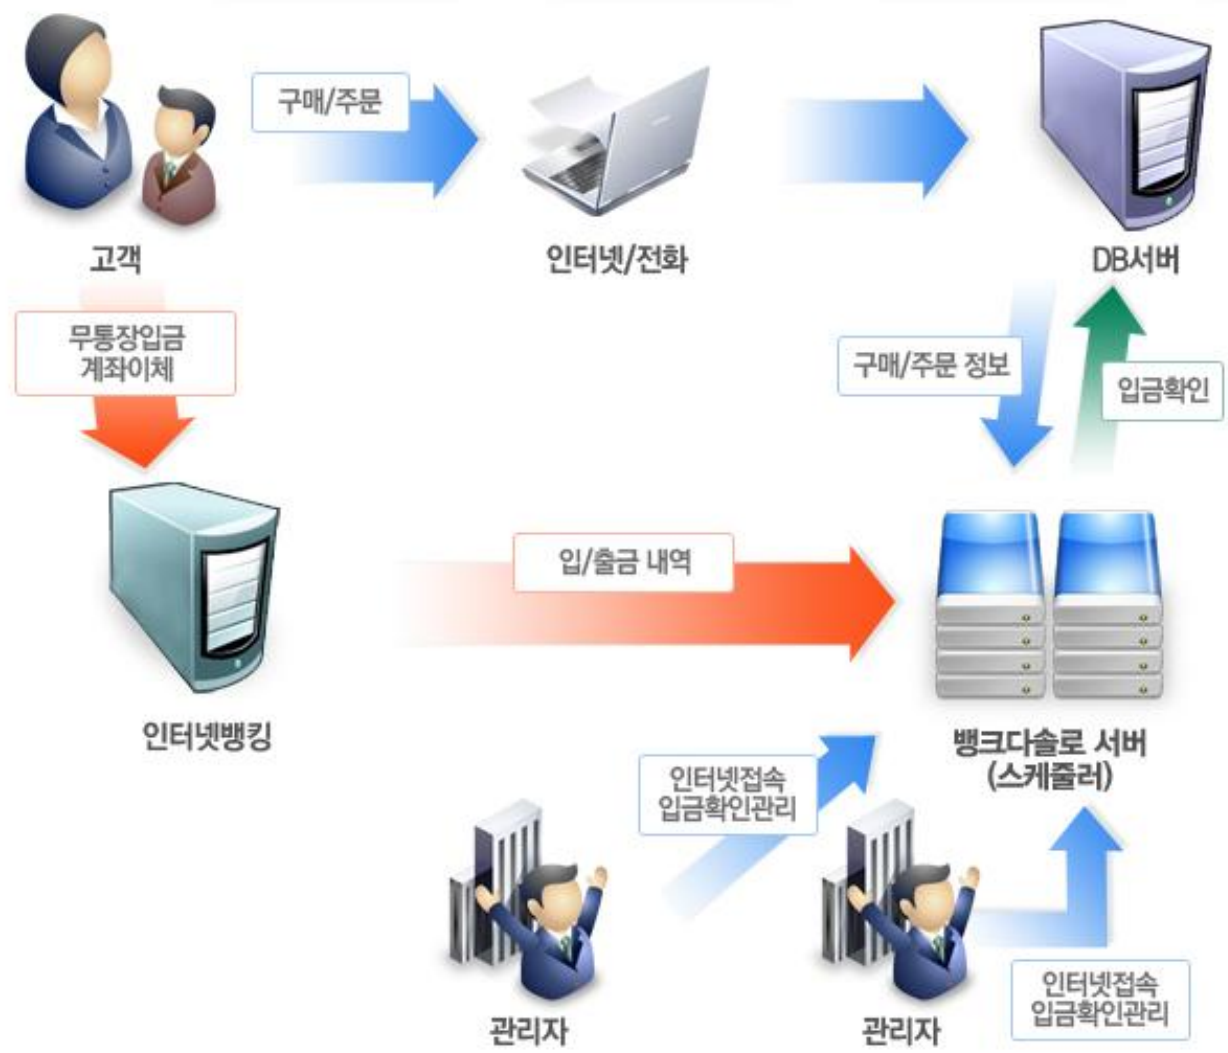 구매/주문
고객
인터넷/전화
DB서버
무통장입금
계좌이체
구매/주문 정보
입금확인
입/출금 내역
인터넷뱅킹
뱅크다솔로 서버
(스케줄러)
인터넷접속
입금확인관리
관리자
관리자
인터넷접속
입금확인관리